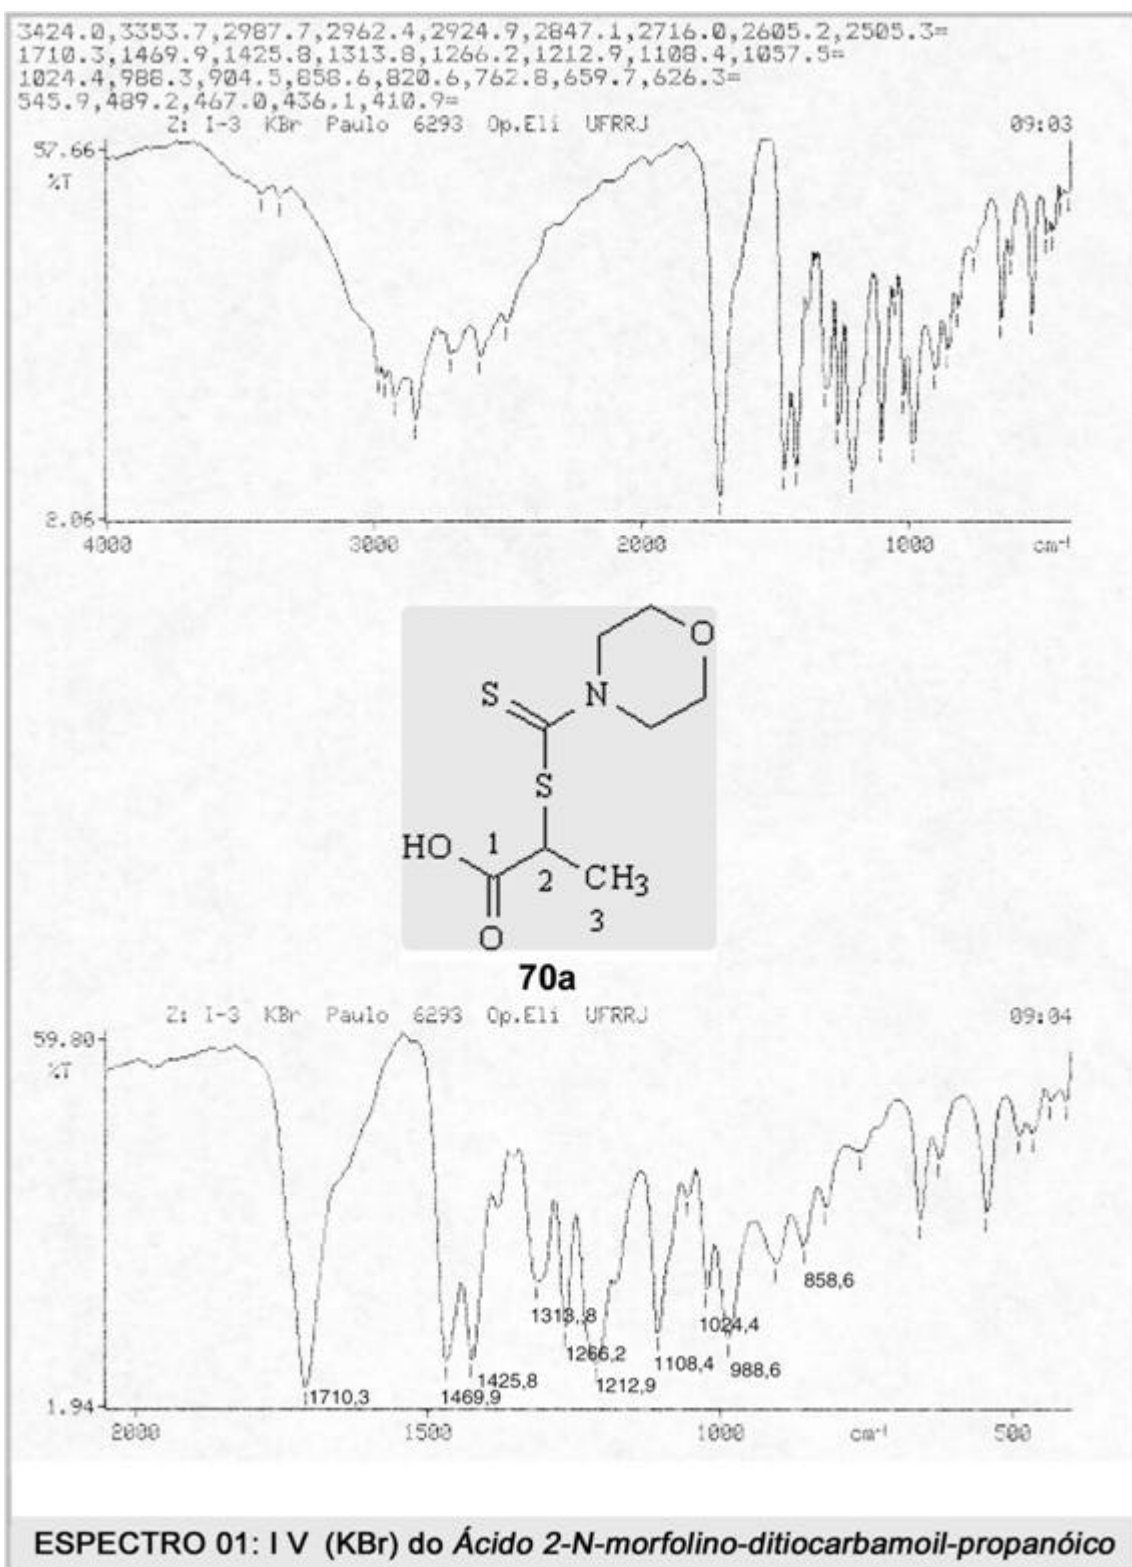 3424.0,3353.7,2987.7,2962.4,2924.9,2847.1,2716.0,2605.2,2505.3=
1710.3,1469.9,1425.8,1313.8,1266.2,1212.9,1108.4,1057.5=
1024.4,988.3,904.5,858.6,820.6,762.8,659.7,626.3=
545.9,489.2,467.0,436.1,410.9=
Z: I-3 KBr Paulo 6293 Op.Eli UFRRJ 09:03
57.66
%T
2.06
4000 3000 2000 1000 cm-1
O
S N
S
HO 1
2 CH3
3
O
70a
Z: I-3 KBr Paulo 6293 Op.Eli UFRRJ 09:04
59.80
%T
858,6
1313,8 1024,4
1266,2 1108,4 988,6
1425,8 1212,9
1710,3 1469,9
1.94
2000 1500 1000 cm-1 500
ESPECTRO 01: I V (KBr) do Ácido 2-N-morfolino-ditiocarbamoil-propanóico